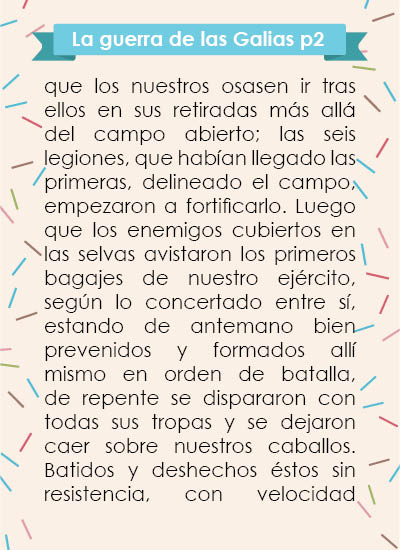 La guerra de las Galias p2
que los nuestros osasen ir tras
ellos en sus retiradas más allá
del campo abierto; las seis
legiones, que habían llegado las
primeras, delineado el campo,
empezaron a fortificarlo. Luego
que los enemigos cubiertos en
las selvas avistaron los primeros
bagajes de nuestro ejército,
según lo concertado entre sí,
estando de antemano bien
prevenidos y formados allí
mismo en orden de batalla,
de repente se dispararon con
todas sus tropas y se dejaron
caer sobre nuestros caballos.
Batidos y deshechos éstos sin
resistencia, con velocidad